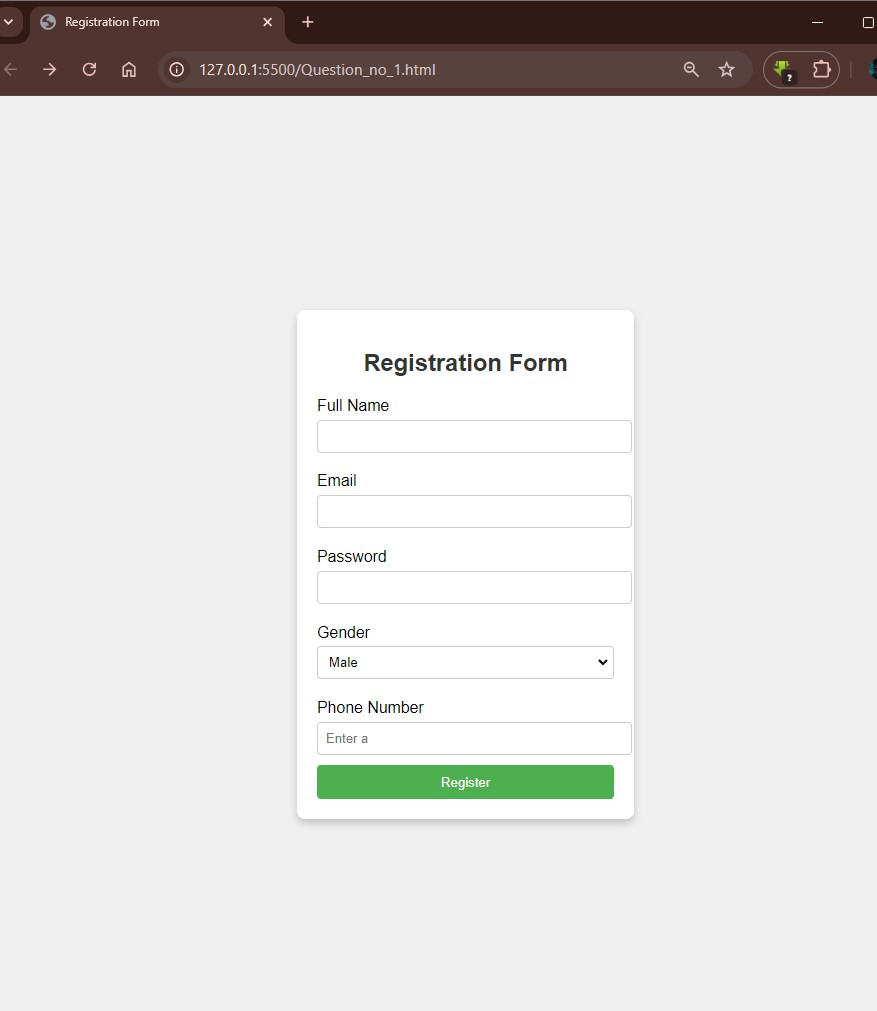 Registration Form
127.0.0.1:5500/Question_no_1.html
?
Registration Form
Full Name
Email
Password
Gender
Male
Phone Number
Enter a
Register